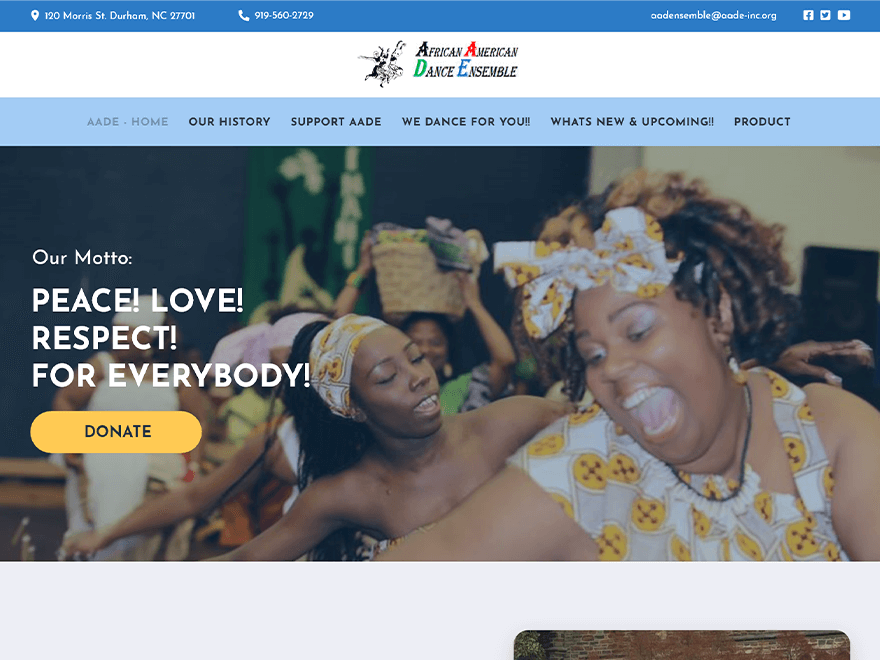 120 Morris St. Durham, NC 27701
919-560-2729
aadensemble@aade-inc.org
AFRICAN AMERICAN
DANCE ENSEMBLE
AADE - HOME
OUR HISTORY
SUPPORT AADE
WE DANCE FOR YOU!!
WHATS NEW & UPCOMING!!
PRODUCT
Our Motto:
PEACE! LOVE!
RESPECT!
FOR EVERYBODY!
DONATE